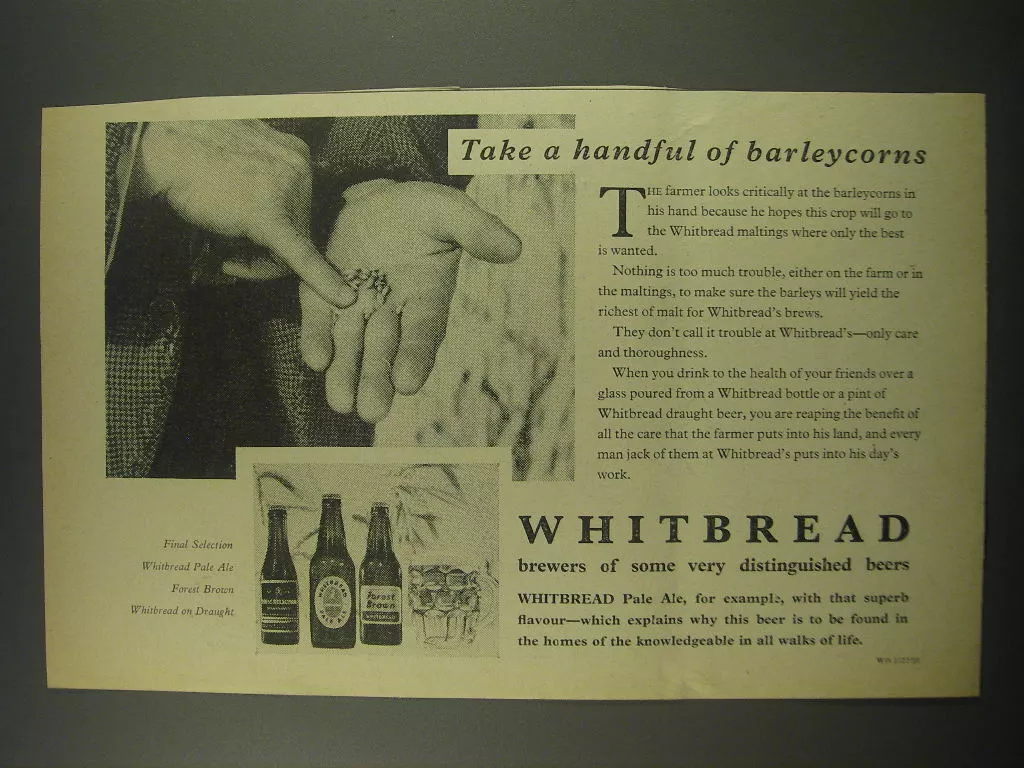 Take a handful of barleycorns
THE farmer looks critically at the barleycorns in
his hand because he hopes this crop will go to
the Whitbread maltings where only the best
is wanted.
Nothing is too much trouble, either on the farm or in
the maltings, to make sure the barleys will yield the
richest of malt for Whitbread's brews.
They don't call it trouble at Whitbread's—only care
and thoroughness.
When you drink to the health of your friends over a
glass poured from a Whitbread bottle or a pint of
Whitbread draught beer, you are reaping the benefit of
all the care that the farmer puts into his land, and every
man jack of them at Whitbread's puts into his day's
work.
Final Selection
Whitbread Pale Ale
Forest Brown
Whitbread on Draught
FINAL SELECTION
WHITBREAD
PALE ALE
Forest
Brown
WHITBREAD
WHITBREAD
brewers of some very distinguished beers
WHITBREAD Pale Ale, for example, with that superb
flavour—which explains why this beer is to be found in
the homes of the knowledgeable in all walks of life.